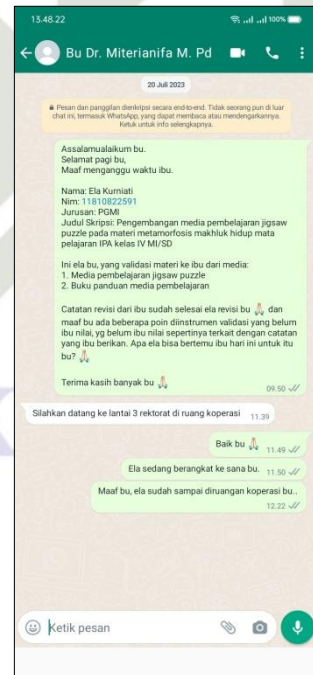 13.48.22
100%
Bu Dr. Miterianifa M. Pd
20 Juli 2023
Pesan dan panggilan dienkripsi secara end-to-end. Tidak seorang pun di luar
chat ini, termasuk WhatsApp, yang dapat membaca atau mendengarkannya.
Ketuk untuk info selengkapnya.
Assalamualaikum bu.
Selamat pagi bu,
Maaf menganggu waktu ibu.
Nama: Ela Kurniati
Nim: 11810822591
Jurusan: PGMI
Judul Skripsi: Pengembangan media pembelajaran jigsaw
puzzle pada materi metamorfosis makhluk hidup mata
pelajaran IPA kelas IV MI/SD
Ini ela bu, yang validasi materi ke ibu dari media:
1. Media pembelajaran jigsaw puzzle
2. Buku panduan media pembelajaran
Catatan revisi dari ibu sudah selesai ela revisi bu 🙏 dan
maaf bu ada beberapa poin diinstrumen validasi yang belum
ibu nilai, yg belum ibu nilai sepertinya terkait dengan catatan
yang ibu berikan. Apa ela bisa bertemu ibu hari ini untuk itu
bu? 🙏
Terima kasih banyak bu 🙏
09.50
Silahkan datang ke lantai 3 rektorat di ruang koperasi 11.39
Baik bu 🙏 11.49
Ela sedang berangkat ke sana bu. 11.50
Maaf bu, ela sudah sampai diruangan koperasi bu..
12.22
Ketik pesan